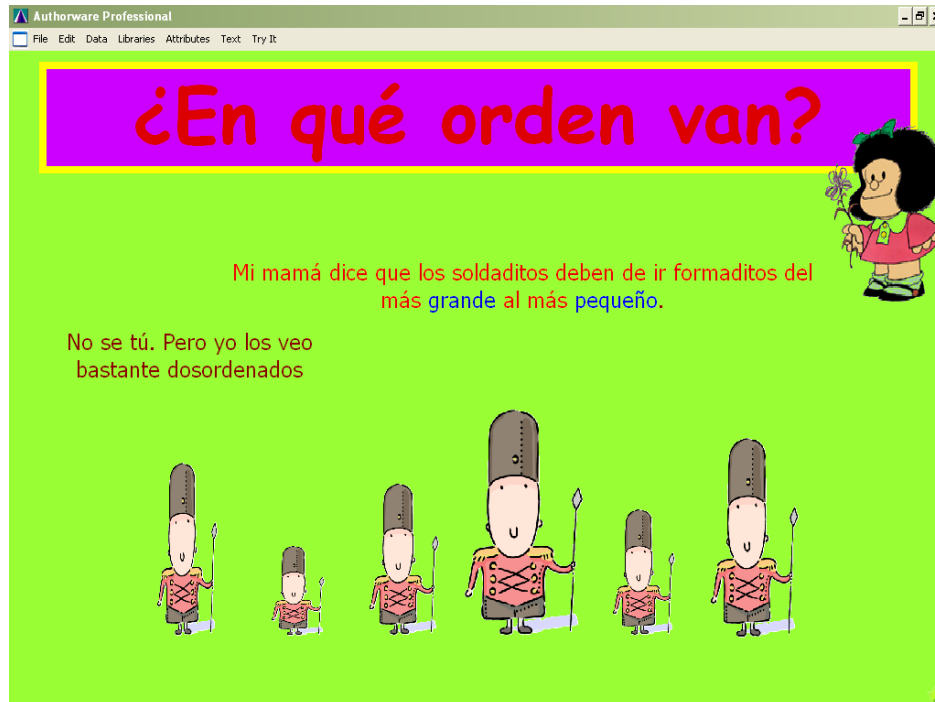 Authorware Professional
File Edit Data Libraries Attributes Text Try It
¿En qué orden van?
Mi mamá dice que los soldaditos deben de ir formaditos del
más grande al más pequeño.
No se tú. Pero yo los veo
bastante dosordenados